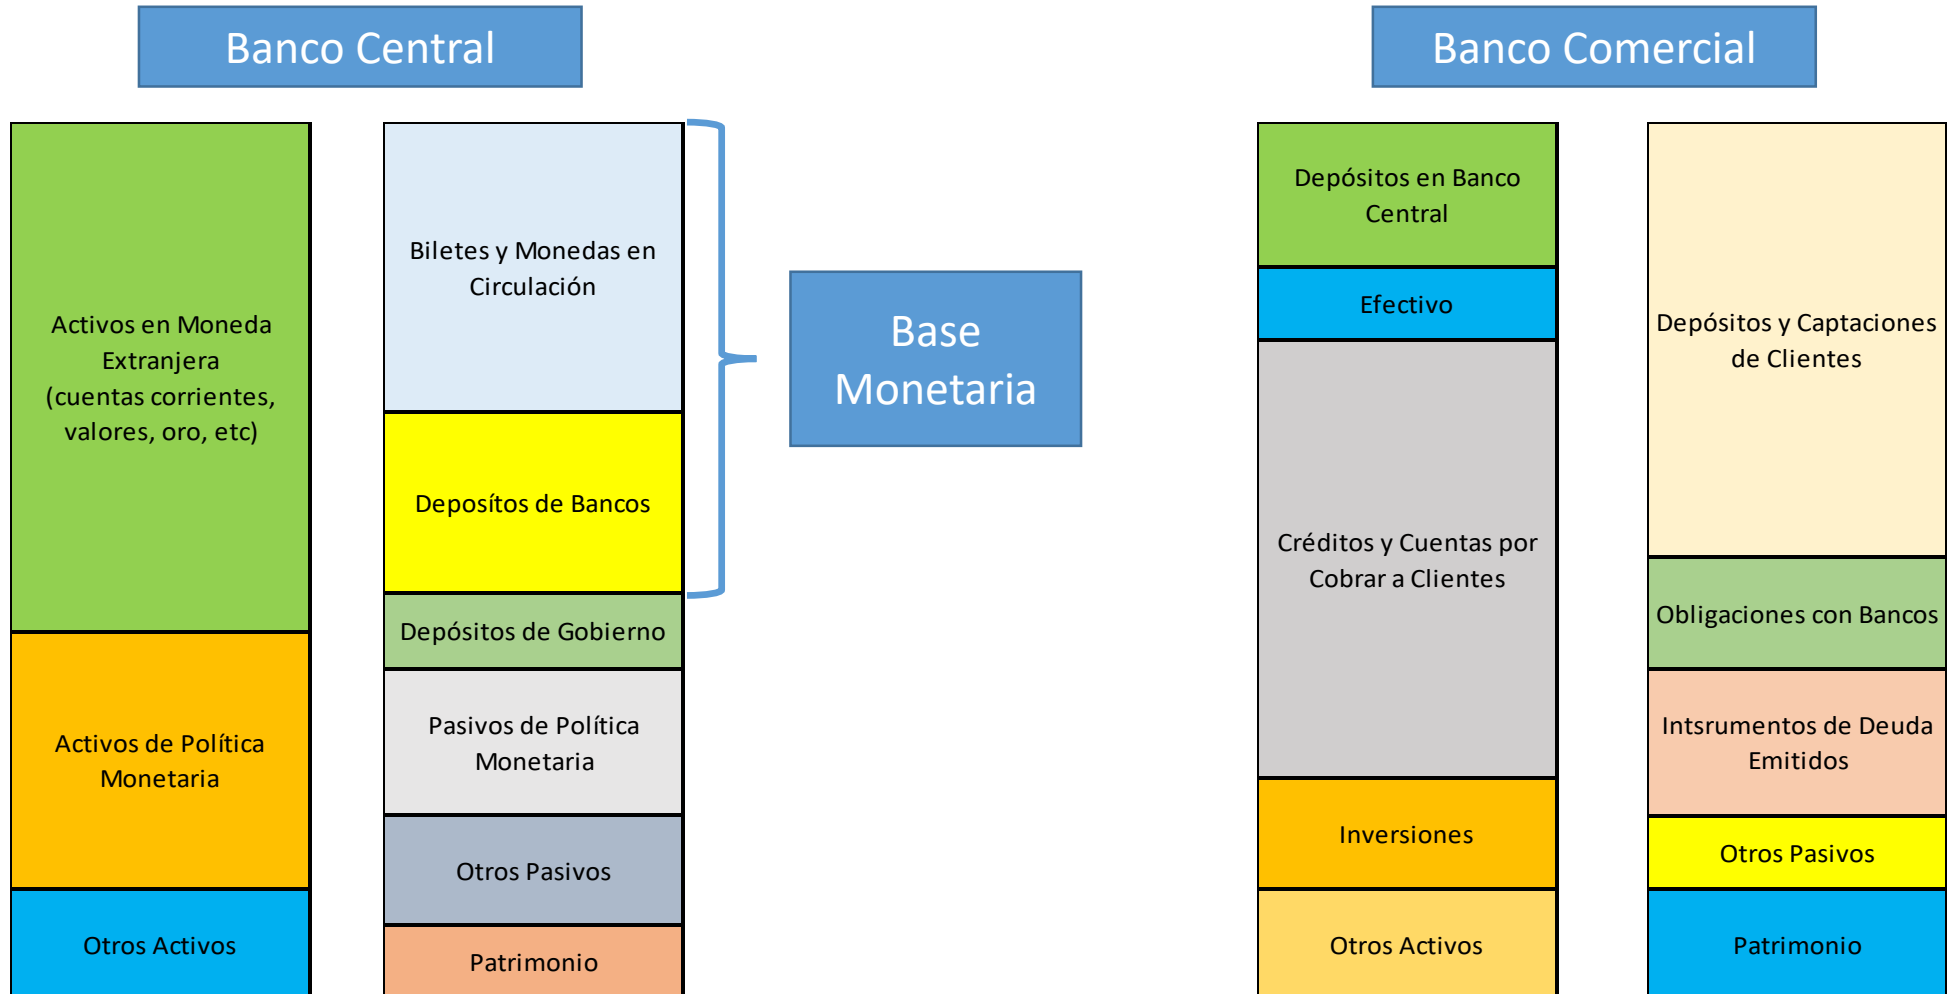 Banco Central
Banco Comercial
Activos en Moneda
Extranjera
(cuentas corrientes,
valores, oro, etc)
Activos de Política
Monetaria
Otros Activos
Biletes y Monedas en
Circulación
Deposítos de Bancos
Depósitos de Gobierno
Pasivos de Política
Monetaria
Otros Pasivos
Patrimonio
Base
Monetaria
Depósitos en Banco
Central
Efectivo
Créditos y Cuentas por
Cobrar a Clientes
Inversiones
Otros Activos
Depósitos y Captaciones
de Clientes
Obligaciones con Bancos
Intsrumentos de Deuda
Emitidos
Otros Pasivos
Patrimonio